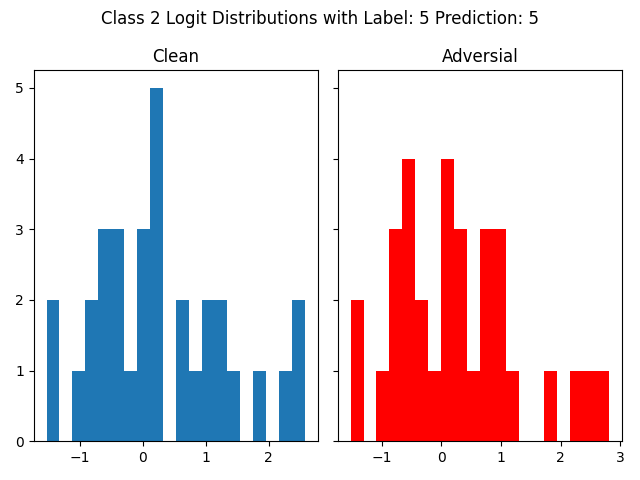 Class 2 Logit Distributions with Label: 5 Prediction: 5
Clean
Adversial
5
4
3
2
1
0
−1 0 1 2
−1 0 1 2 3